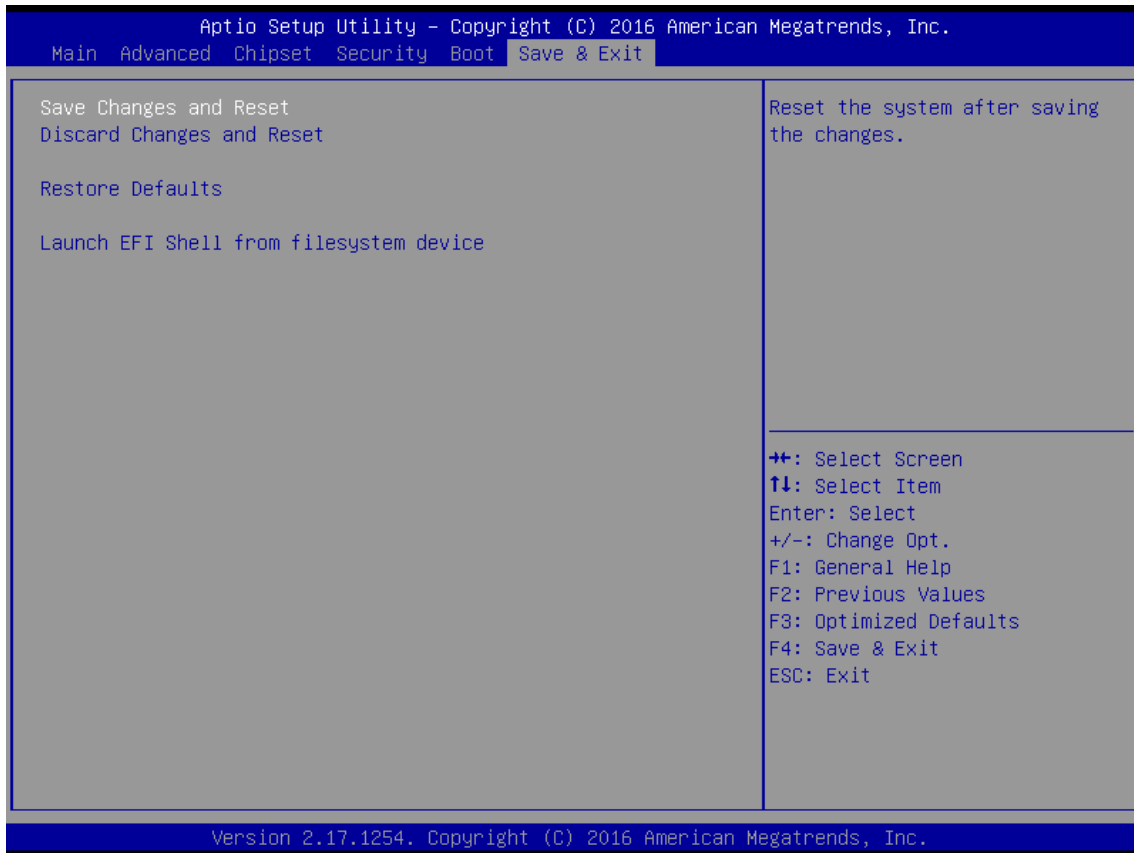 Aptio Setup Utility – Copyright (C) 2016 American Megatrends, Inc.
Main Advanced Chipset Security Boot Save & Exit
Save Changes and Reset
Discard Changes and Reset
Restore Defaults
Launch EFI Shell from filesystem device
Reset the system after saving
the changes.
→←: Select Screen
↑↓: Select Item
Enter: Select
+/-: Change Opt.
F1: General Help
F2: Previous Values
F3: Optimized Defaults
F4: Save & Exit
ESC: Exit
Version 2.17.1254. Copyright (C) 2016 American Megatrends, Inc.